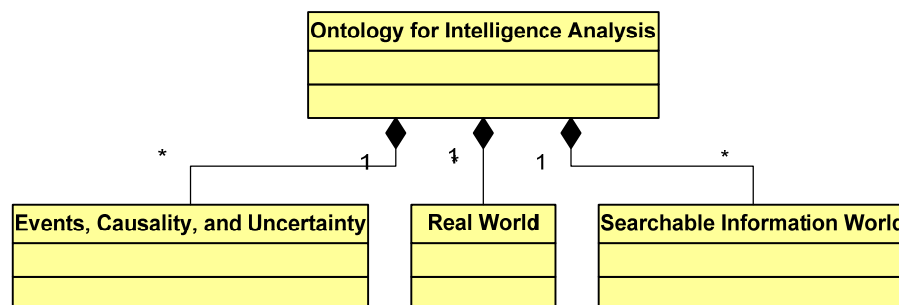 Ontology for Intelligence Analysis
* 1 1 * 1 *
Events, Causality, and Uncertainty Real World Searchable Information World